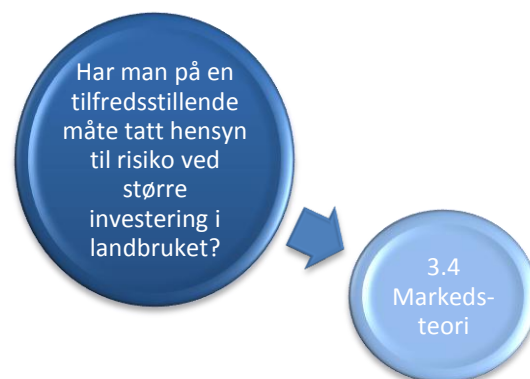 Har man på en
tilfredsstillende
måte tatt hensyn
til risiko ved
større
investering i
landbruket?
3.4
Markeds-
teori